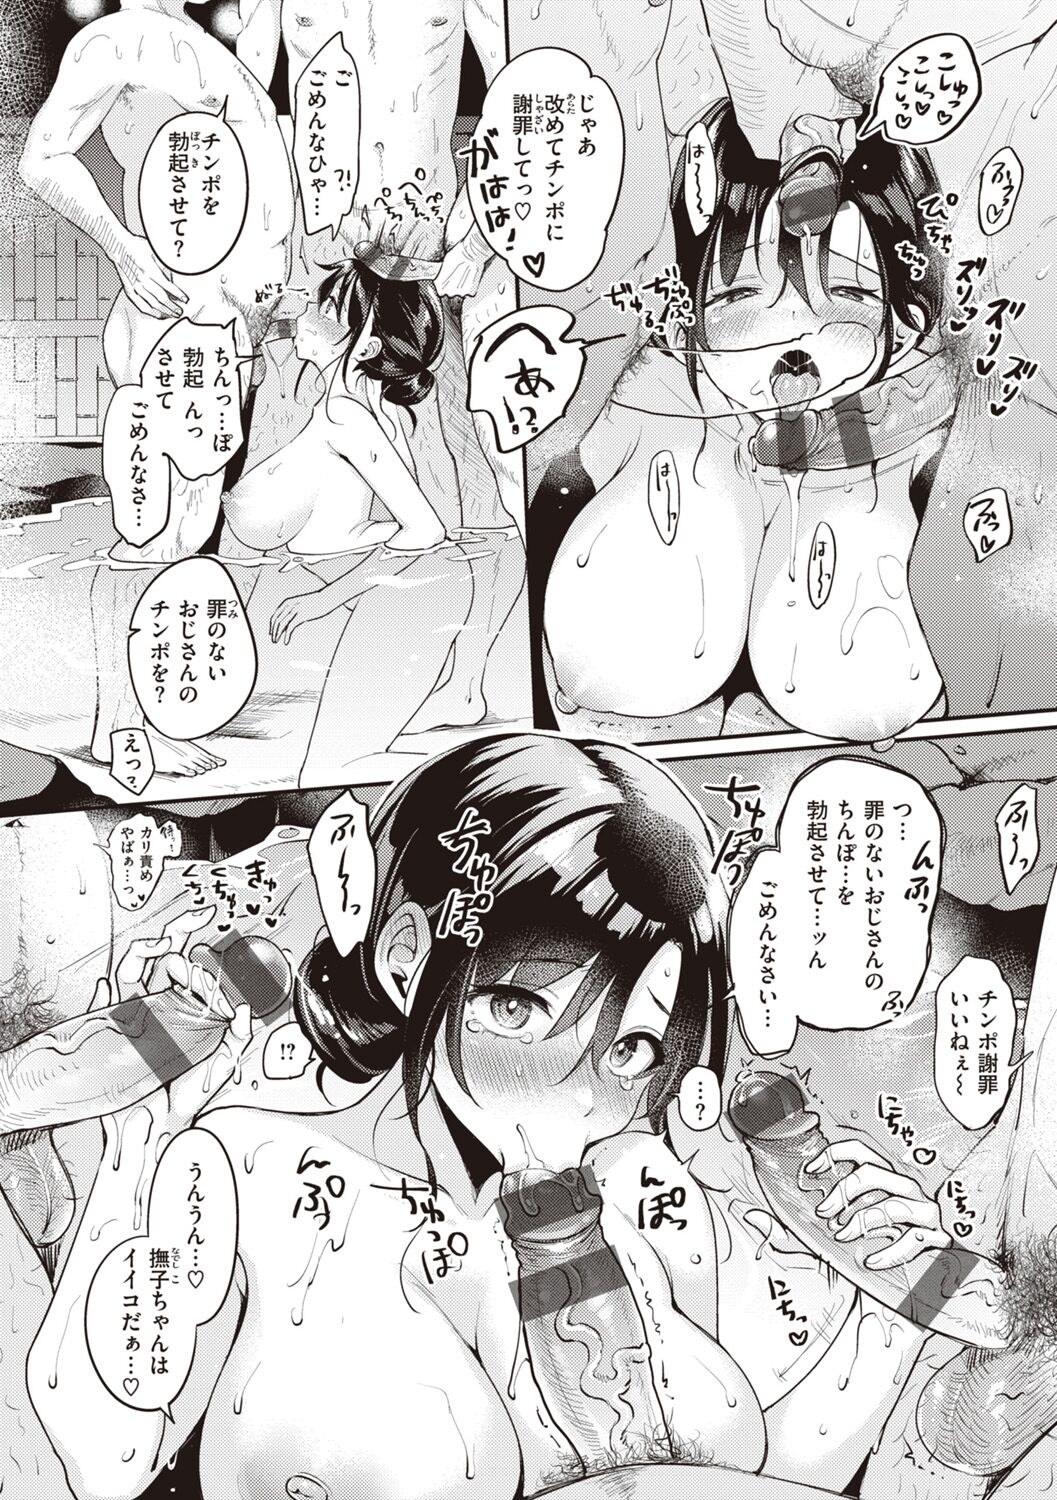 こしゅっ♡
こしっ♡
こしっ
ふぅっ♡
はーーっ
ぴちゃっ
ぴちゃっ
ズリッ♡
ズリッ♡
ズリ
ぢゅぷっ
ぢゅるっ
はーっ
はーっ
ふっ♡
じゃあ
改めてチンポに
謝罪してっ♡
がはは!
へあ!?
ご
ごめんなひゃ…
?!
ぺちっ
ぺちっ
チンポを
勃起させて?
ちんっ…ぽ
勃起んっ
させて
ごめんなさ…
罪のない
おじさんの
チンポを?
えっ?
つ…
罪のないおじさんの
ちんぽ…を
勃起させて…ッん
ごめんなさい…
ちゅぽっ
んふっ
ふぅ
ふーっ
チンポ謝罪
いいねぇ〜
にちゃっ♡
にちっ♡
にちっ♡
…?
ちゅぽっ
ふーっ
カリ責め
やばぁ…っ
きゅっ
くちゅっ
くちっ
!?
んぷっ
ちゅっぽ
んぽっ
うんうん…♡
撫子ちゃんは
イイコだぁ…♡